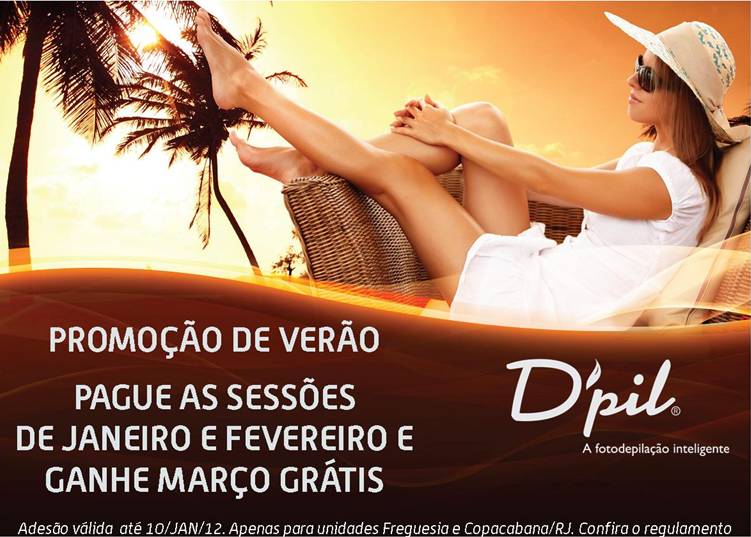 PROMOÇÃO DE VERÃO
PAGUE AS SESSÕES
DE JANEIRO E FEVEREIRO E
GANHE MARÇO GRÁTIS
D'pil®
A fotodepilação inteligente
Adesão válida até 10/JAN/12. Apenas para unidades Freguesia e Copacabana/RJ. Confira o regulamento